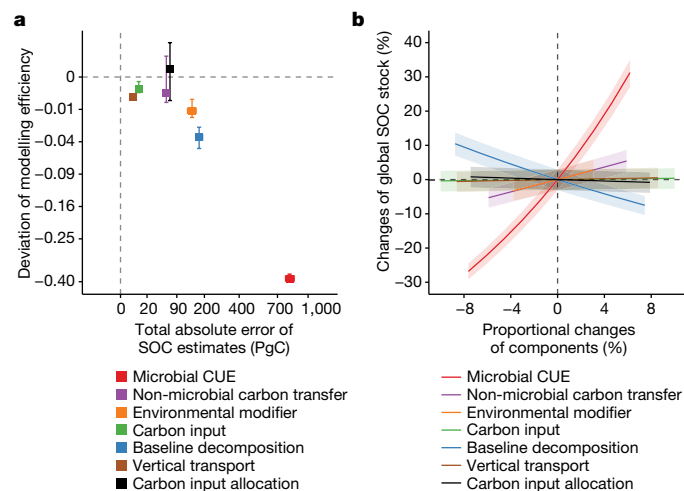 a
Deviation of modelling efficiency
0
−0.01
−0.04
−0.09
−0.16
−0.25
−0.40
0 20 90 200 400 700 1,000
Total absolute error of
SOC estimates (PgC)
Microbial CUE
Non-microbial carbon transfer
Environmental modifier
Carbon input
Baseline decomposition
Vertical transport
Carbon input allocation
b
Changes of global SOC stock (%)
40
30
20
10
0
−10
−20
−30
−8 −4 0 4 8
Proportional changes
of components (%)
Microbial CUE
Non-microbial carbon transfer
Environmental modifier
Carbon input
Baseline decomposition
Vertical transport
Carbon input allocation